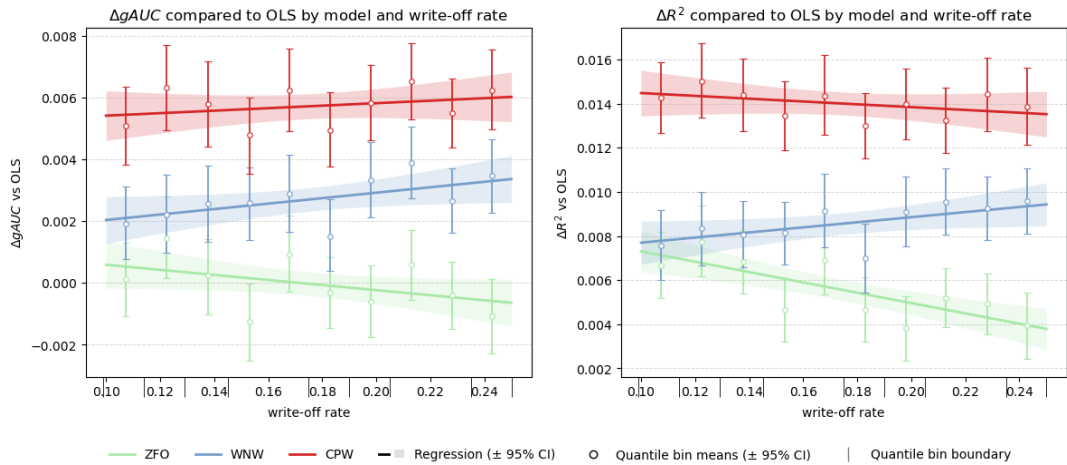 ΔgAUC compared to OLS by model and write-off rate
ΔgAUC vs OLS
0.008
0.006
0.004
0.002
0.000
−0.002
0.10 0.12 0.14 0.16 0.18 0.20 0.22 0.24
write-off rate
ΔR² compared to OLS by model and write-off rate
ΔR² vs OLS
0.016
0.014
0.012
0.010
0.008
0.006
0.004
0.002
0.10 0.12 0.14 0.16 0.18 0.20 0.22 0.24
write-off rate
ZFO WNW CPW Regression (± 95% CI) Quantile bin means (± 95% CI) Quantile bin boundary